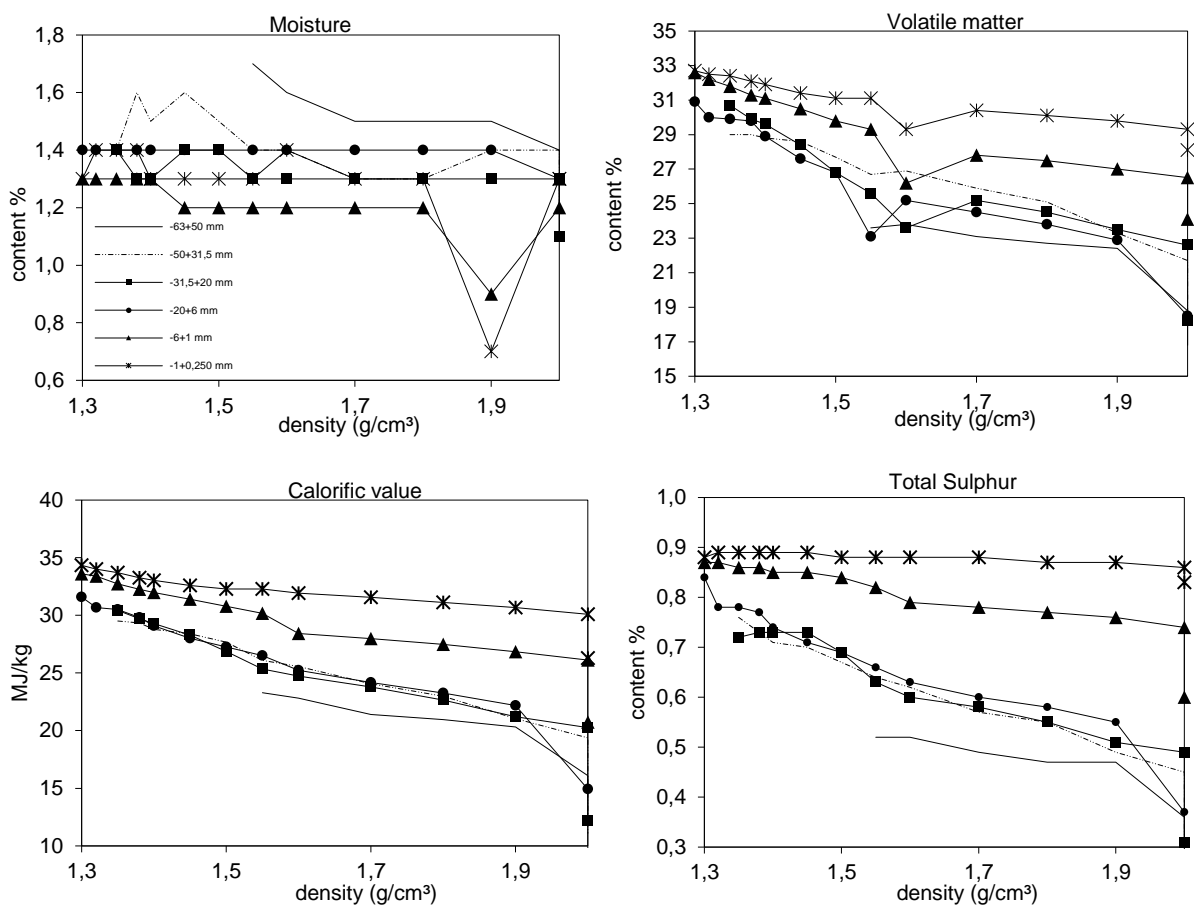 Moisture
1,8
1,6
1,4
1,2
1,0
0,8
0,6
content %
-63+50 mm
-50+31,5 mm
-31,5+20 mm
-20+6 mm
-6+1 mm
-1+0,250 mm
1,3 1,5 1,7 1,9
density (g/cm³)
Volatile matter
35
33
31
29
27
25
23
21
19
17
15
content %
1,3 1,5 1,7 1,9
density (g/cm³)
Calorific value
40
35
30
25
20
15
10
MJ/kg
1,3 1,5 1,7 1,9
density (g/cm³)
Total Sulphur
1,0
0,9
0,8
0,7
0,6
0,5
0,4
0,3
content %
1,3 1,5 1,7 1,9
density (g/cm³)